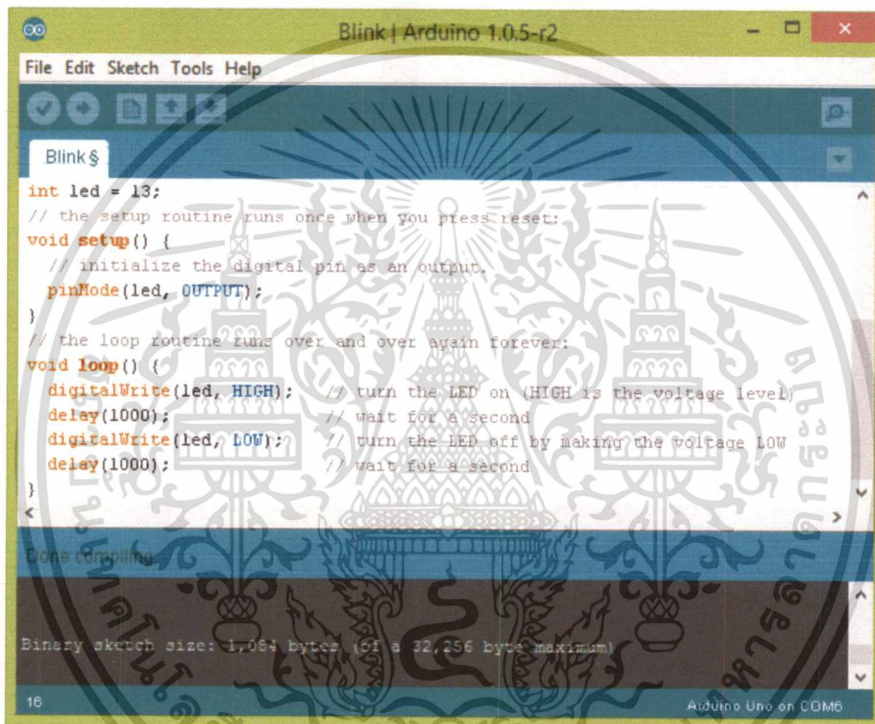 Blink | Arduino 1.0.5-r2
File Edit Sketch Tools Help
Blink §
int led = 13;
// the setup routine runs once when you press reset:
void setup() {
  // initialize the digital pin as an output.
  pinMode(led, OUTPUT);
}
// the loop routine runs over and over again forever:
void loop() {
  digitalWrite(led, HIGH);   // turn the LED on (HIGH is the voltage level)
  delay(1000);               // wait for a second
  digitalWrite(led, LOW);    // turn the LED off by making the voltage LOW
  delay(1000);               // wait for a second
}
Done compiling.
Binary sketch size: 1,084 bytes (of a 32,256 byte maximum)
16
Arduino Uno on COM6